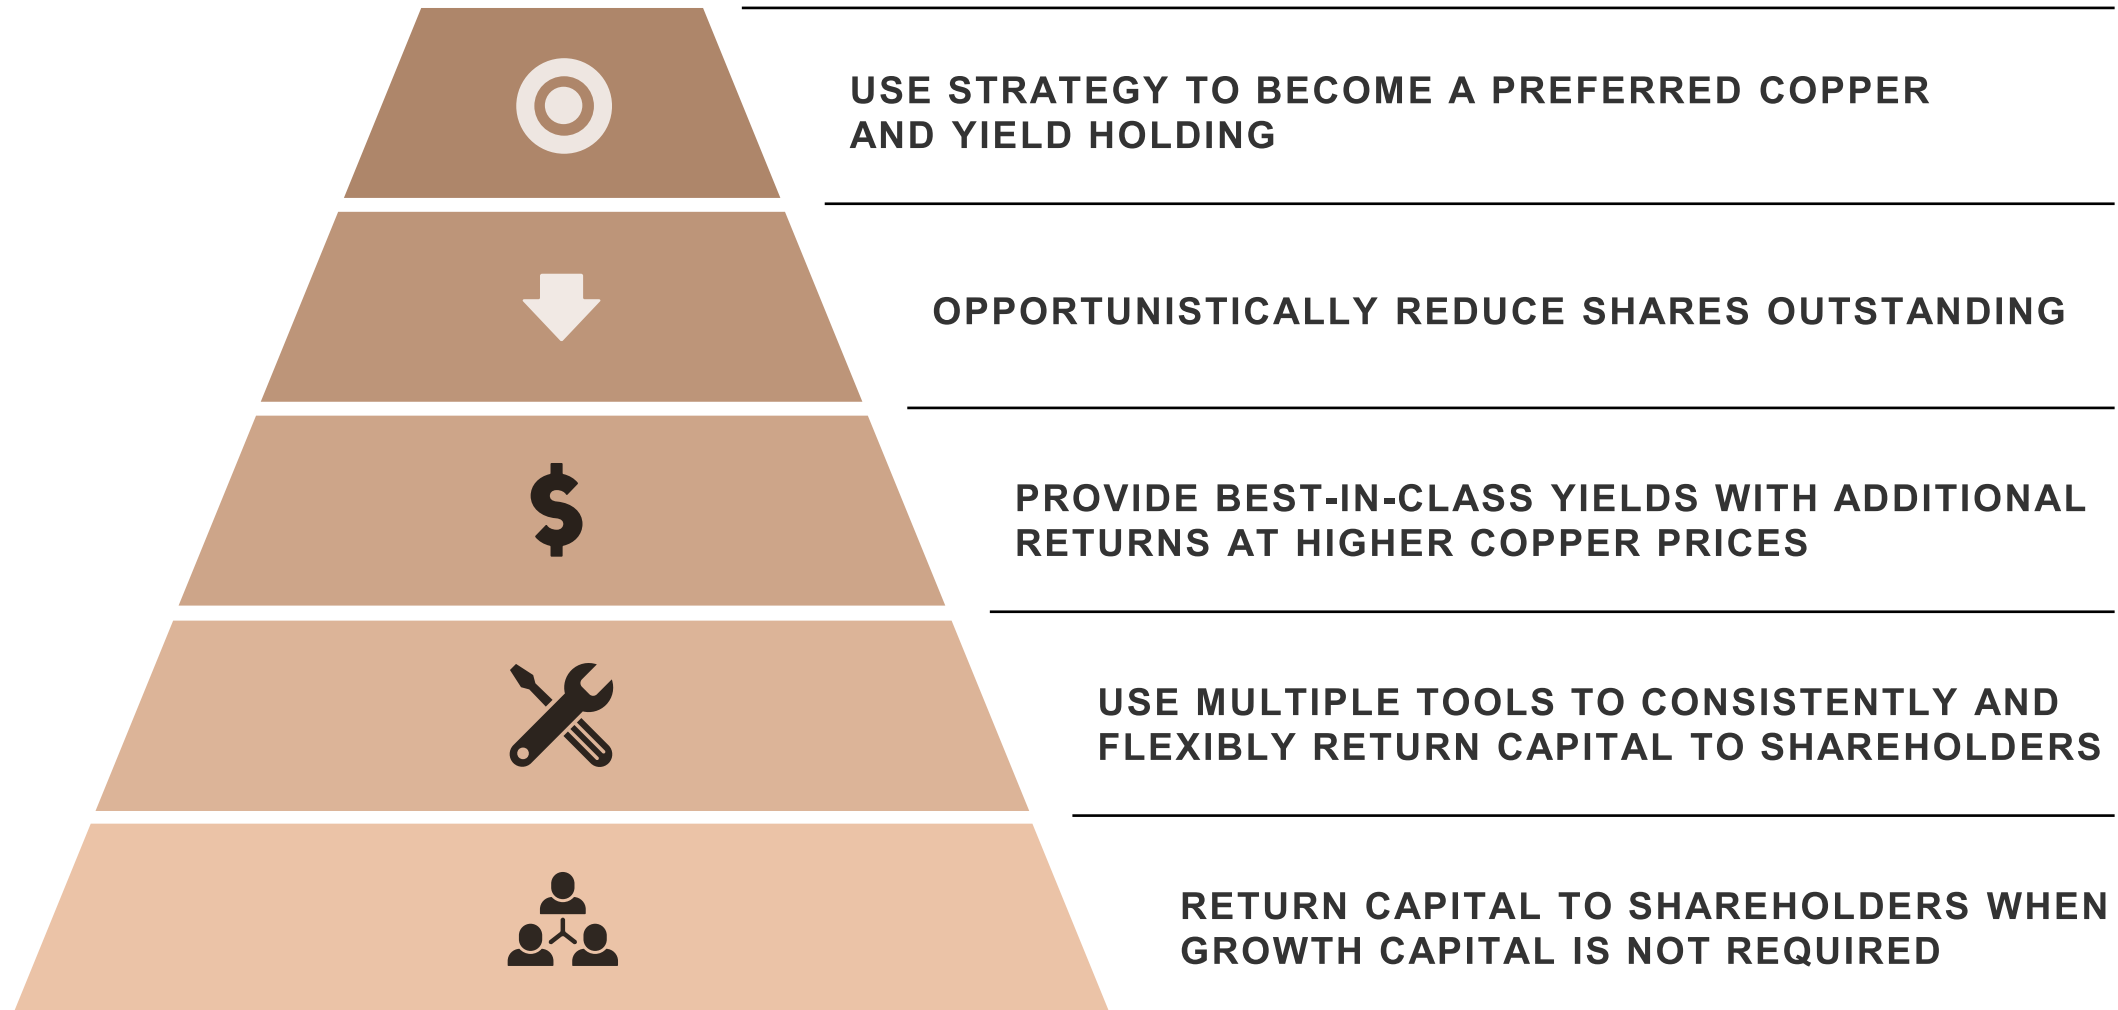 USE STRATEGY TO BECOME A PREFERRED COPPER
AND YIELD HOLDING
OPPORTUNISTICALLY REDUCE SHARES OUTSTANDING
PROVIDE BEST-IN-CLASS YIELDS WITH ADDITIONAL
RETURNS AT HIGHER COPPER PRICES
USE MULTIPLE TOOLS TO CONSISTENTLY AND
FLEXIBLY RETURN CAPITAL TO SHAREHOLDERS
RETURN CAPITAL TO SHAREHOLDERS WHEN
GROWTH CAPITAL IS NOT REQUIRED